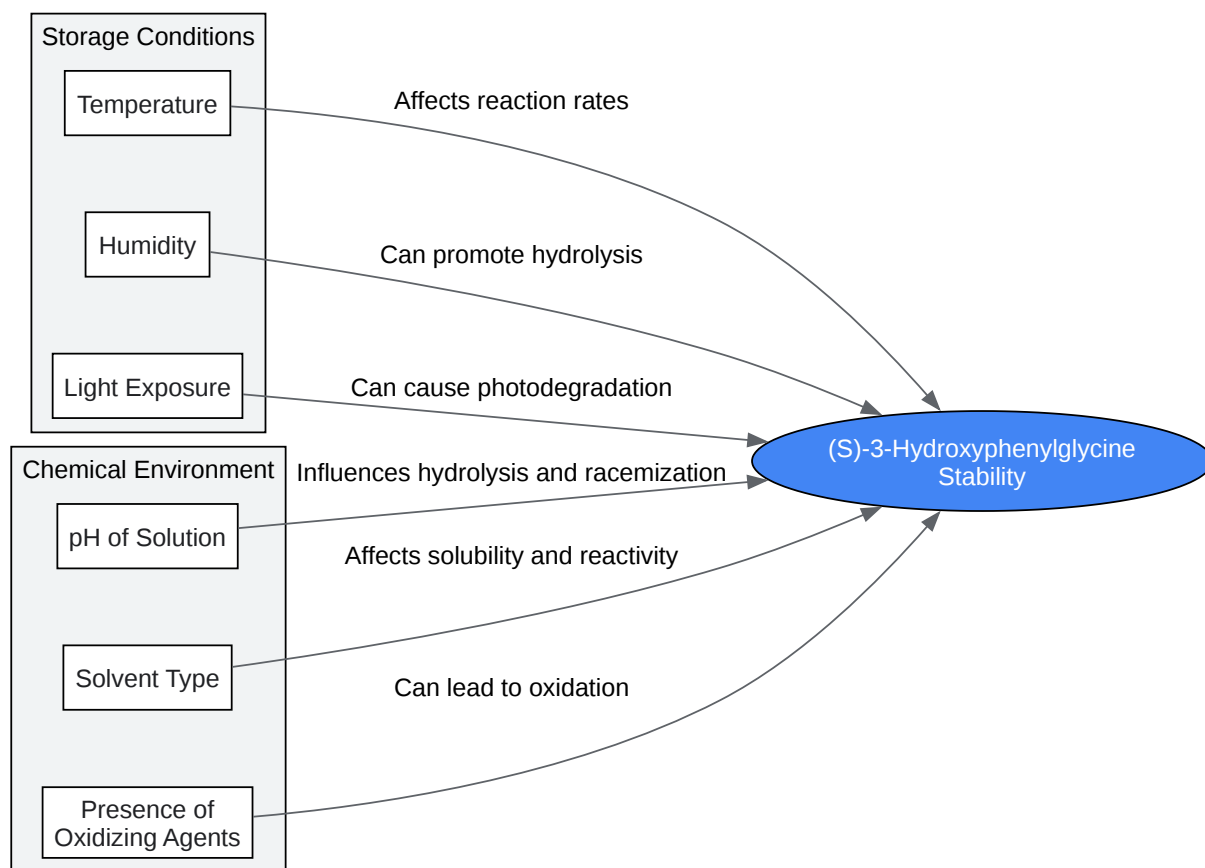 Storage Conditions
Temperature
Affects reaction rates
Humidity
Can promote hydrolysis
Light Exposure
Can cause photodegradation
(S)-3-Hydroxyphenylglycine
Stability
Chemical Environment
Influences hydrolysis and racemization
pH of Solution
Affects solubility and reactivity
Solvent Type
Can lead to oxidation
Presence of
Oxidizing Agents